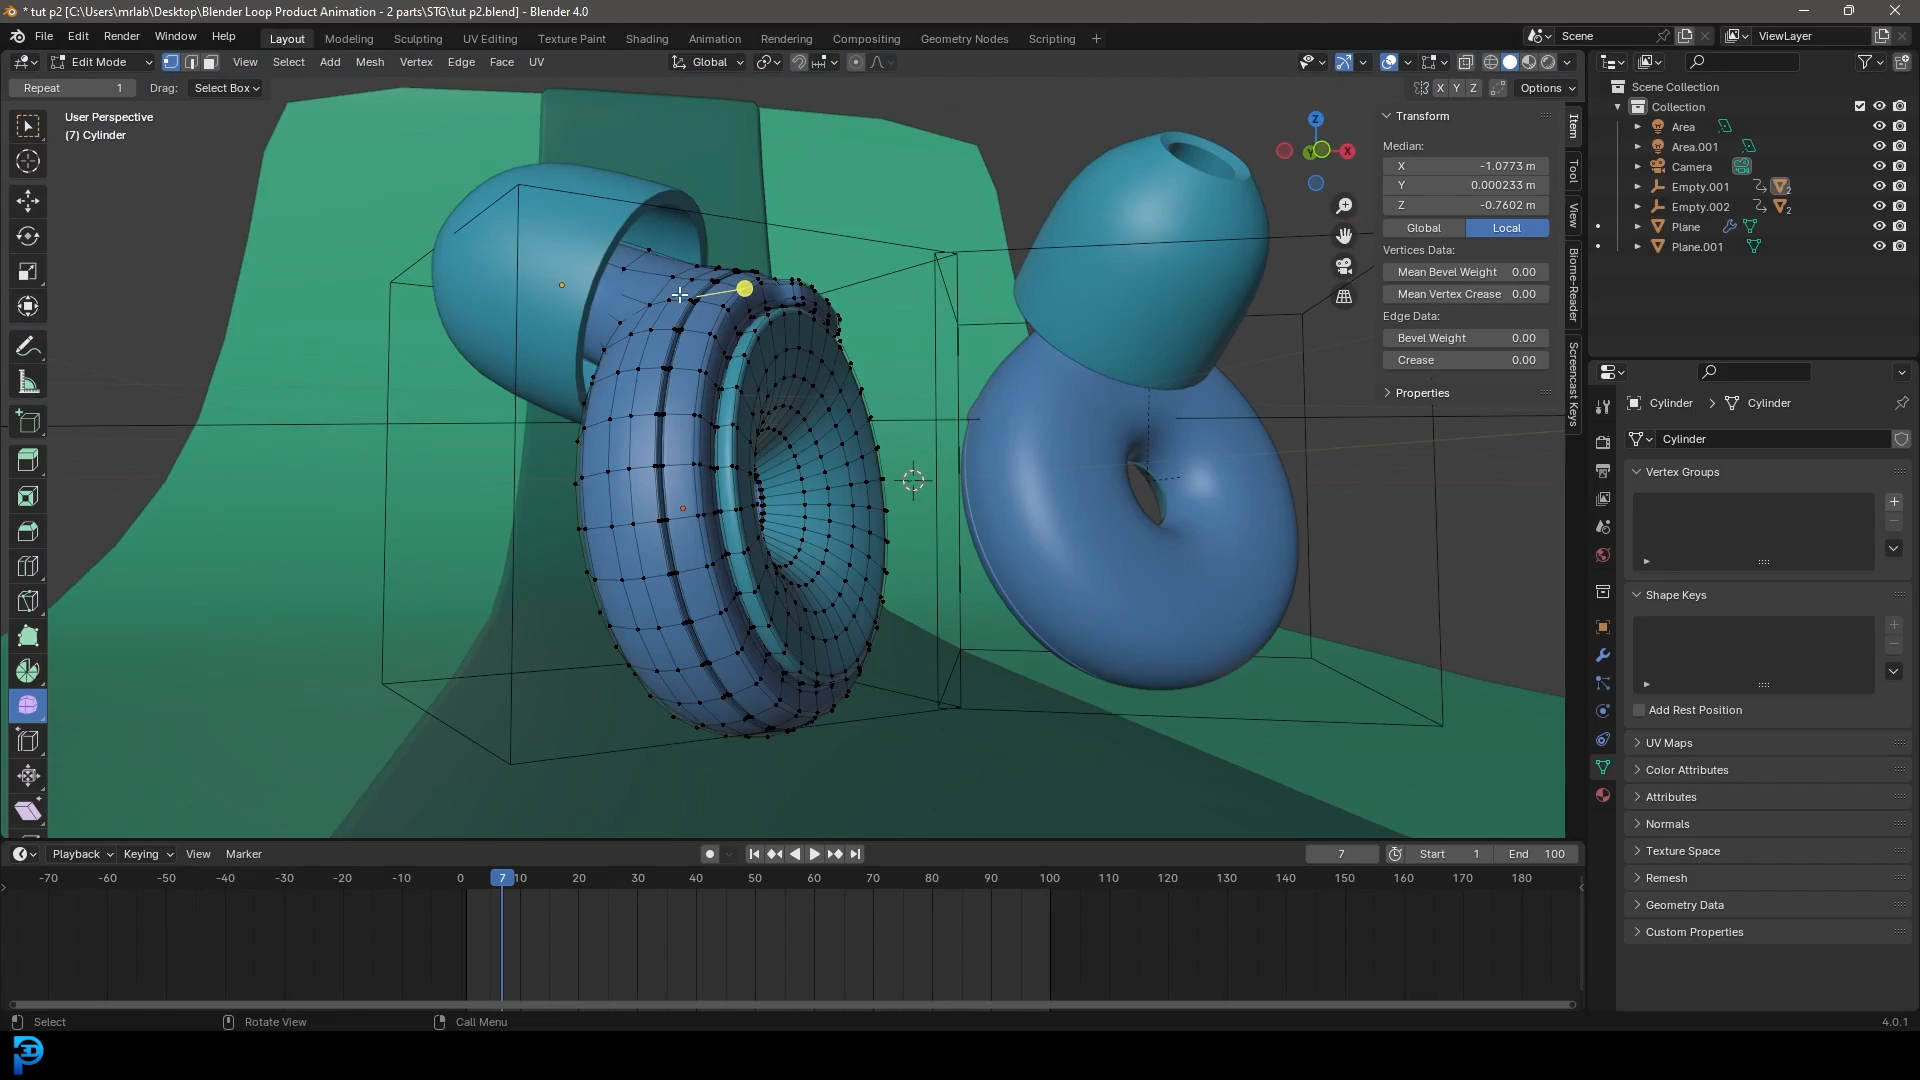 * tut p2 [C:\Users\mrlab\Desktop\Blender Loop Product Animation - 2 parts\STG\tut p2.blend] - Blender 4.0
File Edit Render Window Help Layout Modeling Sculpting UV Editing Texture Paint Shading Animation Rendering Compositing Geometry Nodes Scripting + Scene ViewLayer
Edit Mode View Select Add Mesh Vertex Edge Face UV Global
Repeat 1 Drag: Select Box X Y Z Options
User Perspective
(7) Cylinder
Z
Y
X
Transform
Median:
X -1.0773 m
Y 0.000233 m
Z -0.7602 m
Global Local
Vertices Data:
Mean Bevel Weight 0.00
Mean Vertex Crease 0.00
Edge Data:
Bevel Weight 0.00
Crease 0.00
Properties
Item
Tool
View
Biome-Reader
Screencast Keys
Scene Collection
Collection
Area
Area.001
Camera
Empty.001 2
Empty.002 2
Plane
Plane.001
Cylinder > Cylinder
Cylinder
Vertex Groups
Shape Keys
Add Rest Position
UV Maps
Color Attributes
Attributes
Normals
Texture Space
Remesh
Geometry Data
Custom Properties
Playback Keying View Marker 7 Start 1 End 100
-70 -60 -50 -40 -30 -20 -10 0 7 10 20 30 40 50 60 70 80 90 100 110 120 130 140 150 160 170 180
Select Rotate View Call Menu 4.0.1